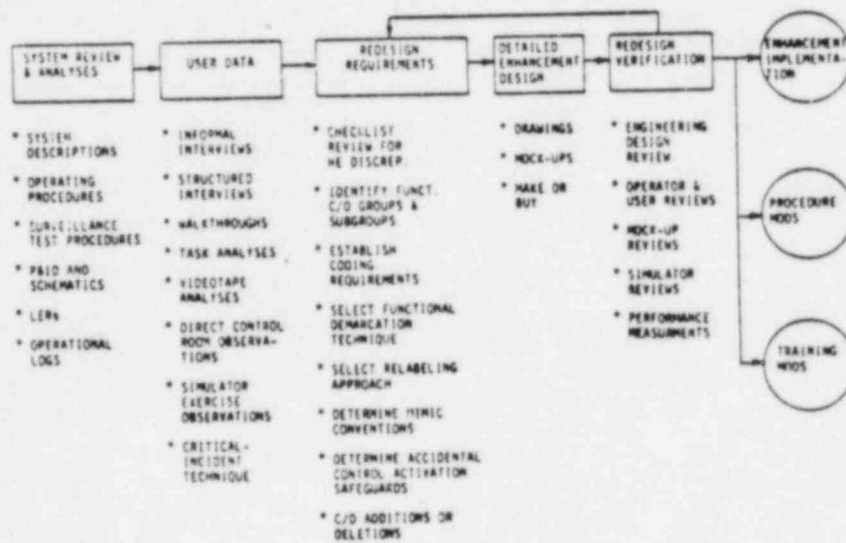 SYSTEM REVIEW
& ANALYSES
USER DATA
REDESIGN
REQUIREMENTS
DETAILED
ENHANCEMENT
DESIGN
REDESIGN
VERIFICATION
ENHANCEMENT
IMPLEMENTA-
TION
* SYSTEM
DESCRIPTIONS
* OPERATING
PROCEDURES
* SURVEILLANCE
TEST PROCEDURES
* P&ID AND
SCHEMATICS
* LERs
* OPERATIONAL
LOGS
* INFORMAL
INTERVIEWS
* STRUCTURED
INTERVIEWS
* WALKTHROUGHS
* TASK ANALYSES
* VIDEOTAPE
ANALYSES
* DIRECT CONTROL
ROOM OBSERVA-
TIONS
* SIMULATOR
EXERCISE
OBSERVATIONS
* CRITICAL-
INCIDENT
TECHNIQUE
* CHECKLIST
REVIEW FOR
HE DISCREP.
* IDENTIFY FUNCT.
C/D GROUPS &
SUBGROUPS
* ESTABLISH
CODING
REQUIREMENTS
* SELECT FUNCTIONAL
DEMARCATION
TECHNIQUE
* SELECT RELABELING
APPROACH
* DETERMINE MIMIC
CONVENTIONS
* DETERMINE ACCIDENTAL
CONTROL ACTIVATION
SAFEGUARDS
* C/D ADDITIONS OR
DELETIONS
* DRAWINGS
* MOCK-UPS
* MAKE OR
BUY
* ENGINEERING
DESIGN
REVIEW
* OPERATOR &
USER REVIEWS
* MOCK-UP
REVIEWS
* SIMULATOR
REVIEWS
* PERFORMANCE
MEASURMENTS
PROCEDURE
MODS
TRAINING
MODS